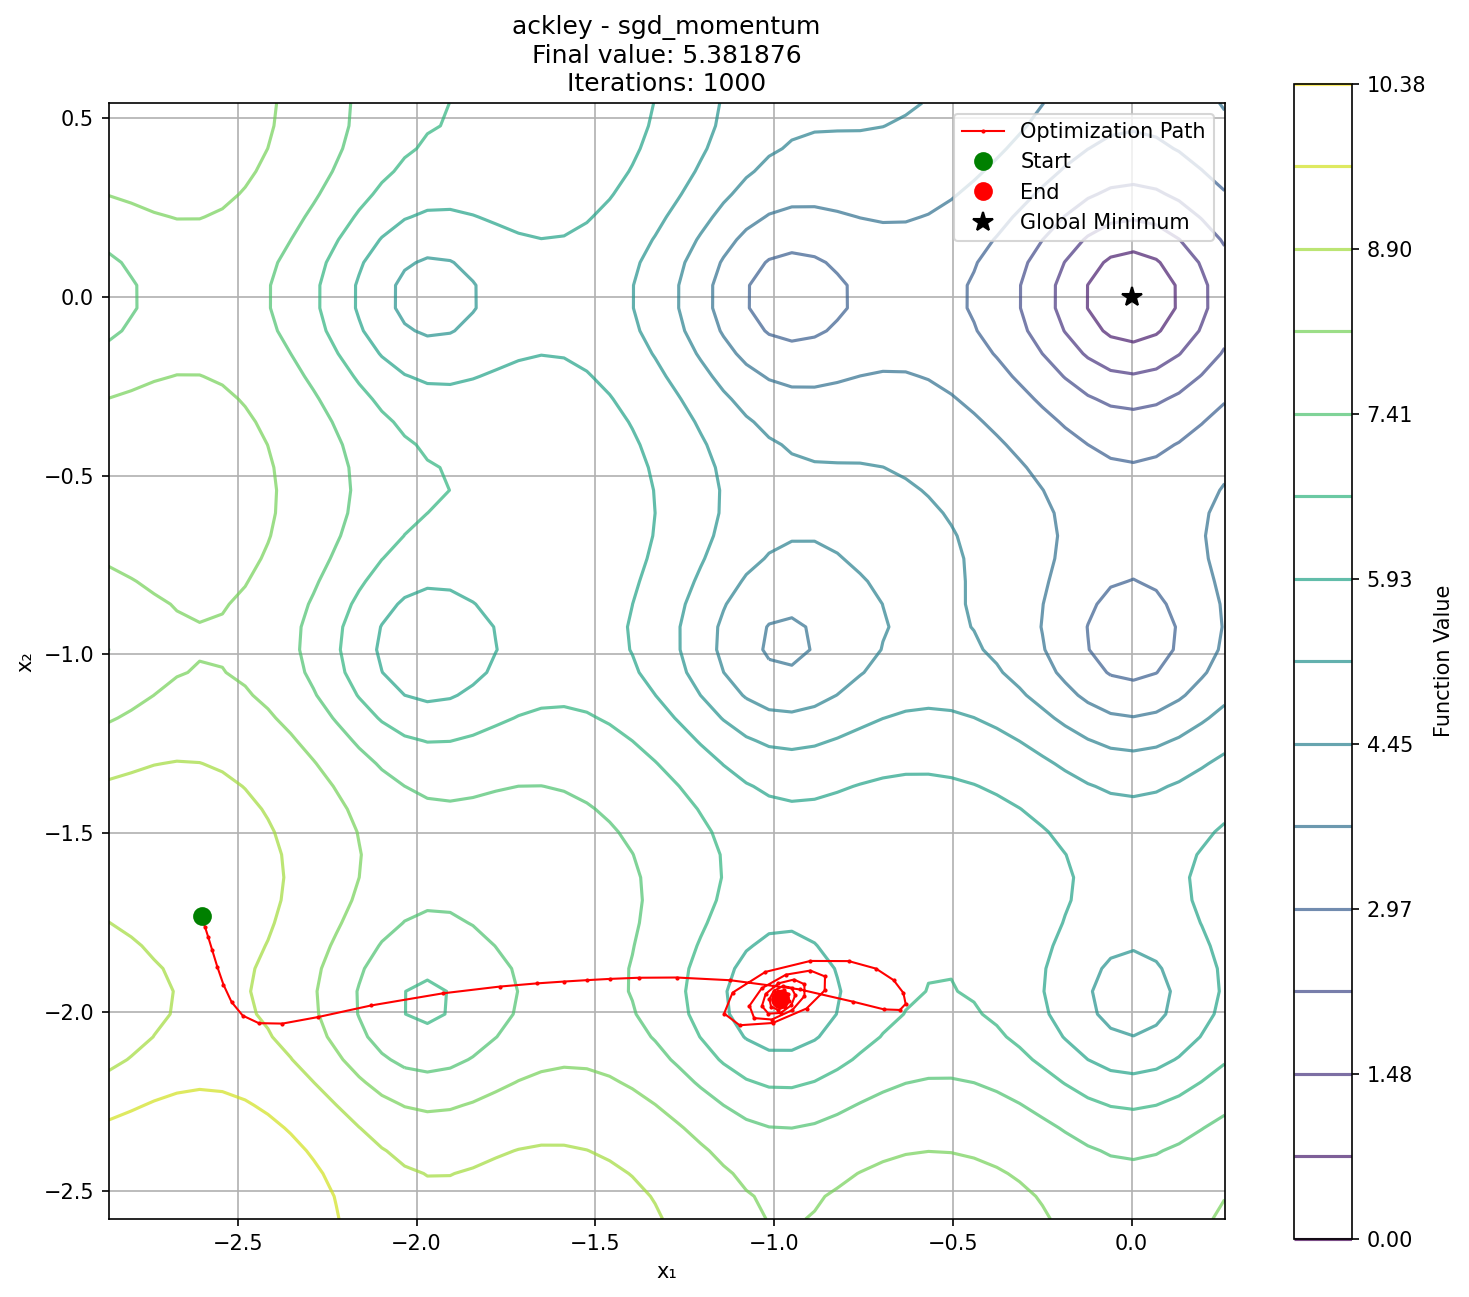 ackley - sgd_momentum
Final value: 5.381876
Iterations: 1000
Optimization Path
Start
End
Global Minimum
0.5
0.0
−0.5
−1.0
−1.5
−2.0
−2.5
x₂
−2.5
−2.0
−1.5
−1.0
−0.5
0.0
x₁
10.38
8.90
7.41
5.93
4.45
2.97
1.48
0.00
Function Value